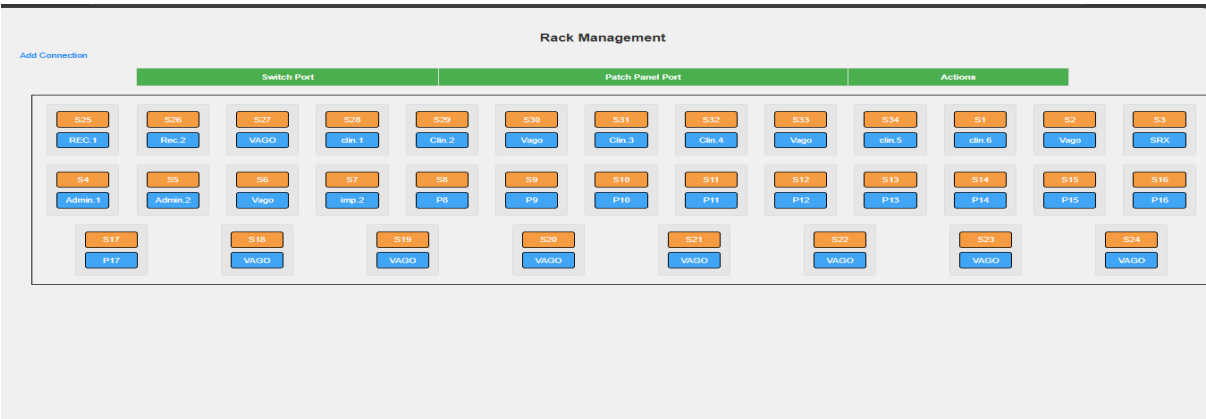 Rack Management
Add Connection
Switch Port Patch Panel Port Actions
S25 S26 S27 S28 S29 S30 S31 S32 S33 S34 S1 S2 S3
REC.1 Rec.2 VAGO clin.1 Clin.2 Vago Clin.3 Clin.4 Vago clin.5 clin.6 Vago SRX
S4 S5 S6 S7 S8 S9 S10 S11 S12 S13 S14 S15 S16
Admin.1 Admin.2 Vago imp.2 P8 P9 P10 P11 P12 P13 P14 P15 P16
S17 S18 S19 S20 S21 S22 S23 S24
P17 VAGO VAGO VAGO VAGO VAGO VAGO VAGO